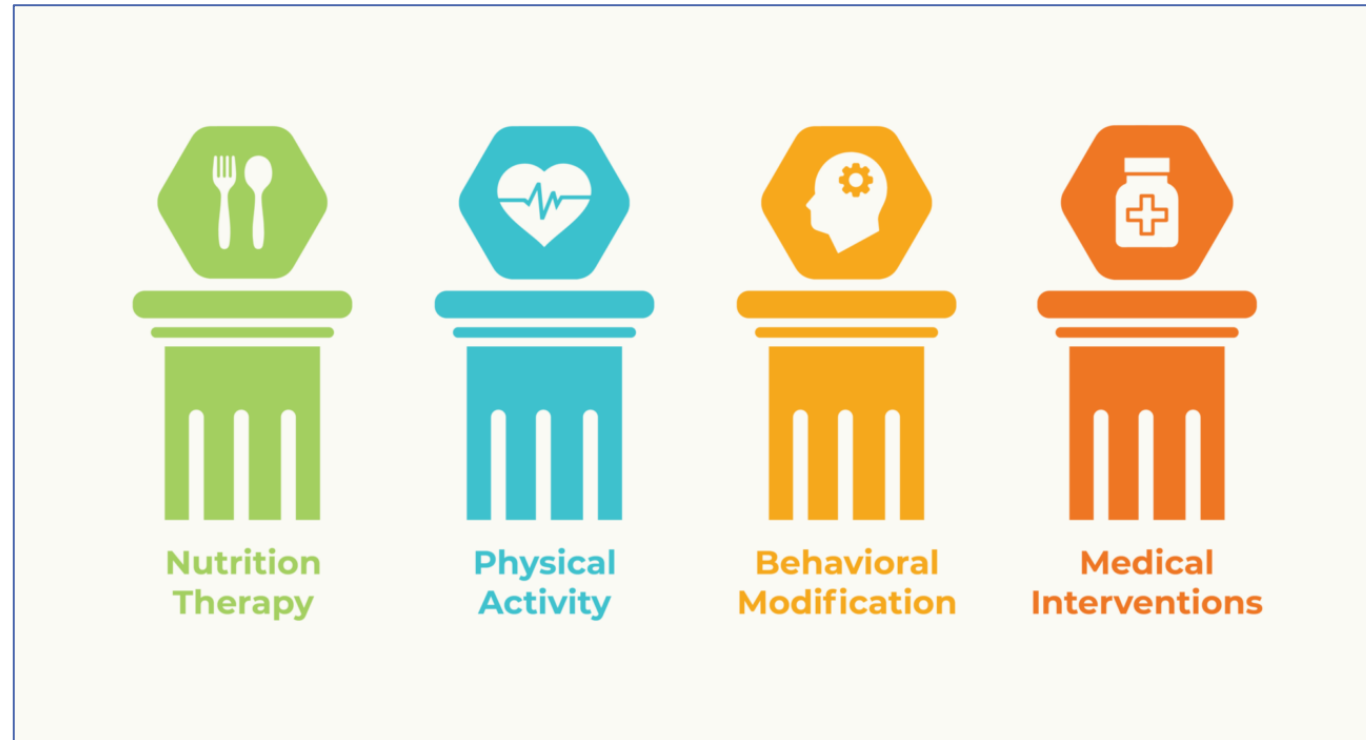 Nutrition
Therapy
Physical
Activity
Behavioral
Modification
Medical
Interventions